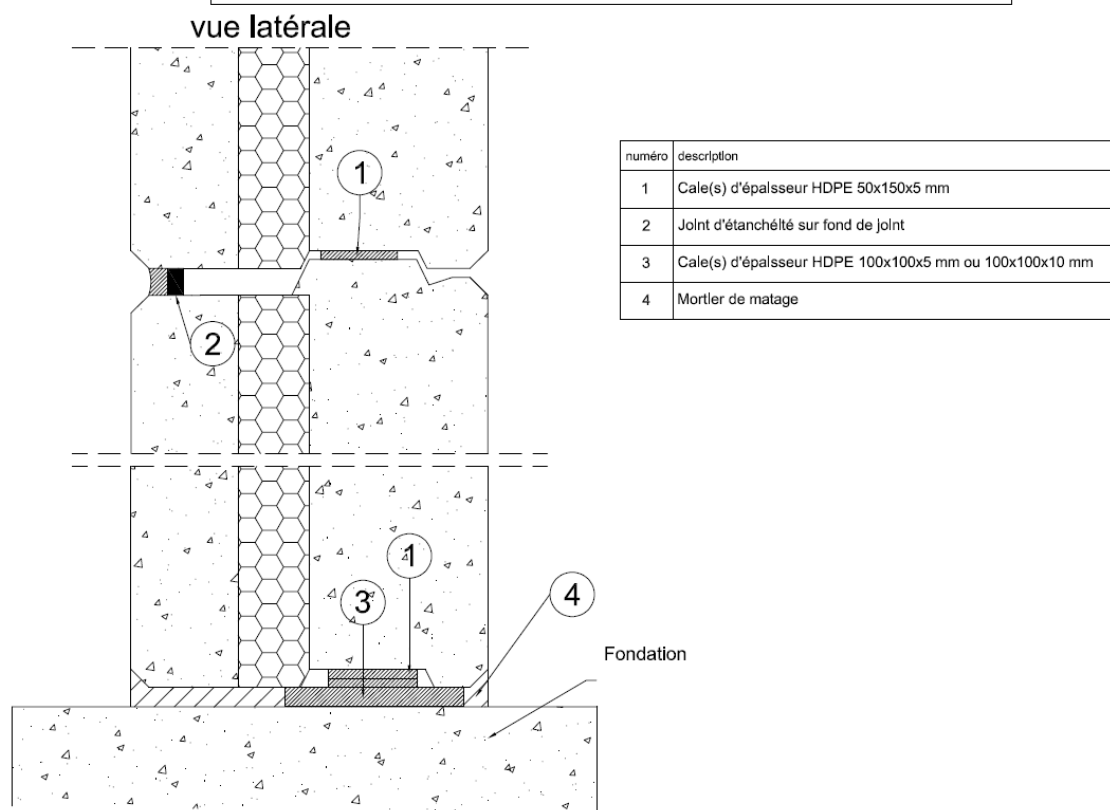 vue latérale
1
numéro description
1 Cale(s) d'épaisseur HDPE 50x150x5 mm
2 Joint d'étanchéité sur fond de joint
3 Cale(s) d'épaisseur HDPE 100x100x5 mm ou 100x100x10 mm
4 Mortier de matage
2
1
3
4
Fondation